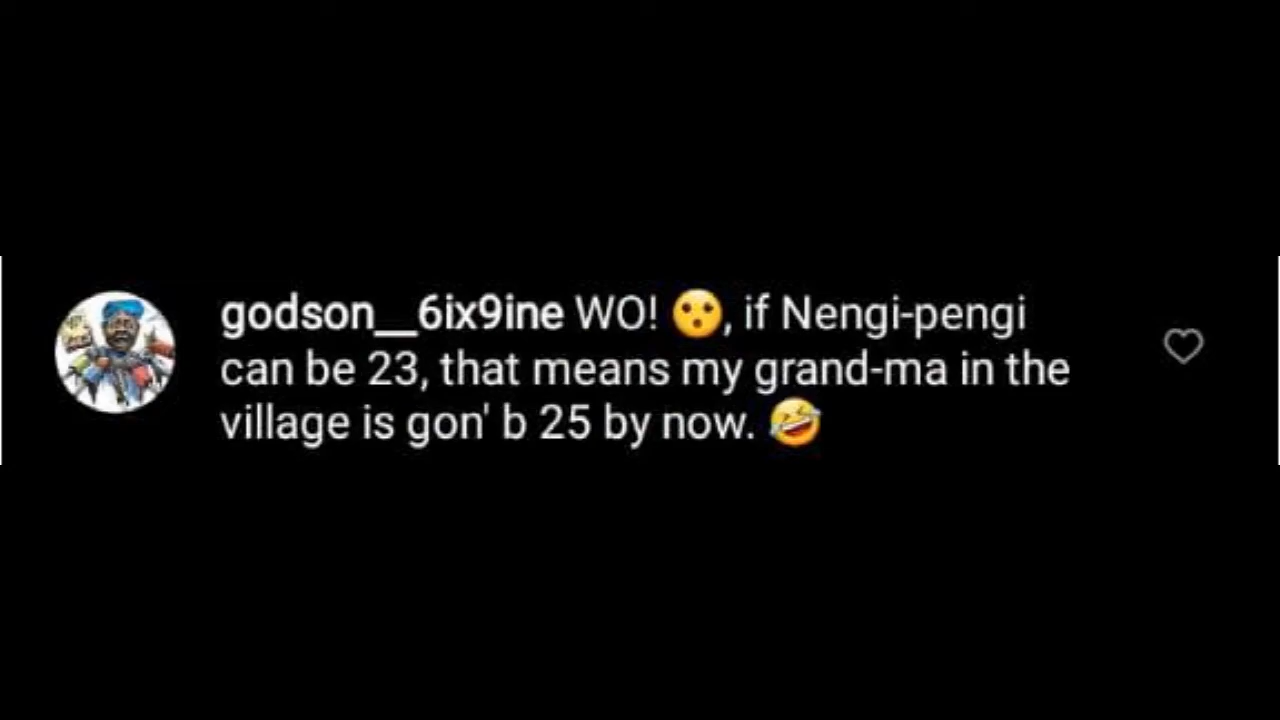 godson__6ix9ine WO! 😮, if Nengi-pengi
can be 23, that means my grand-ma in the
village is gon' b 25 by now. 🤣